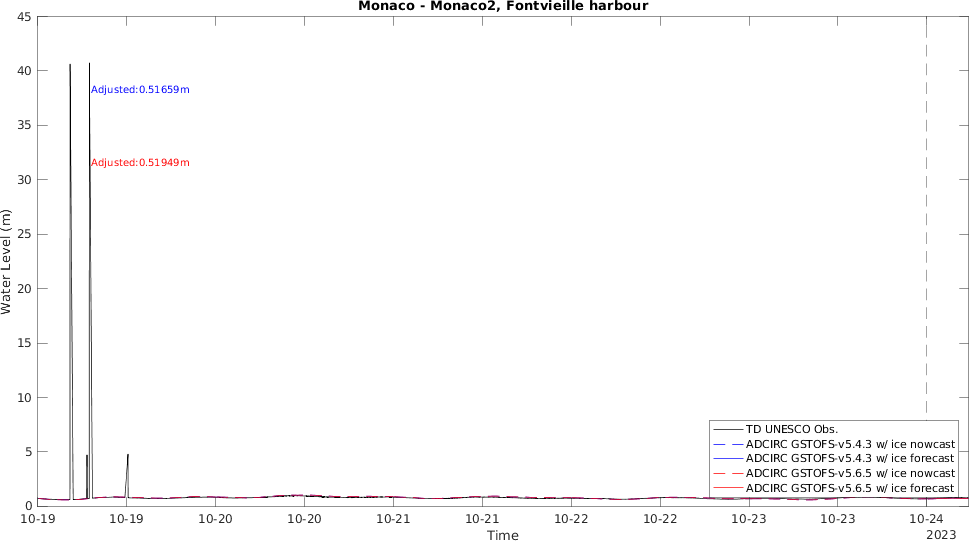 Monaco - Monaco2, Fontvieille harbour
45
40
35
30
25
20
15
10
5
0
Water Level (m)
Adjusted:0.51659m
Adjusted:0.51949m
TD UNESCO Obs.
ADCIRC GSTOFS-v5.4.3 w/ ice nowcast
ADCIRC GSTOFS-v5.4.3 w/ ice forecast
ADCIRC GSTOFS-v5.6.5 w/ ice nowcast
ADCIRC GSTOFS-v5.6.5 w/ ice forecast
10-19 10-19 10-20 10-20 10-21 10-21 10-22 10-22 10-23 10-23 10-24
Time
2023